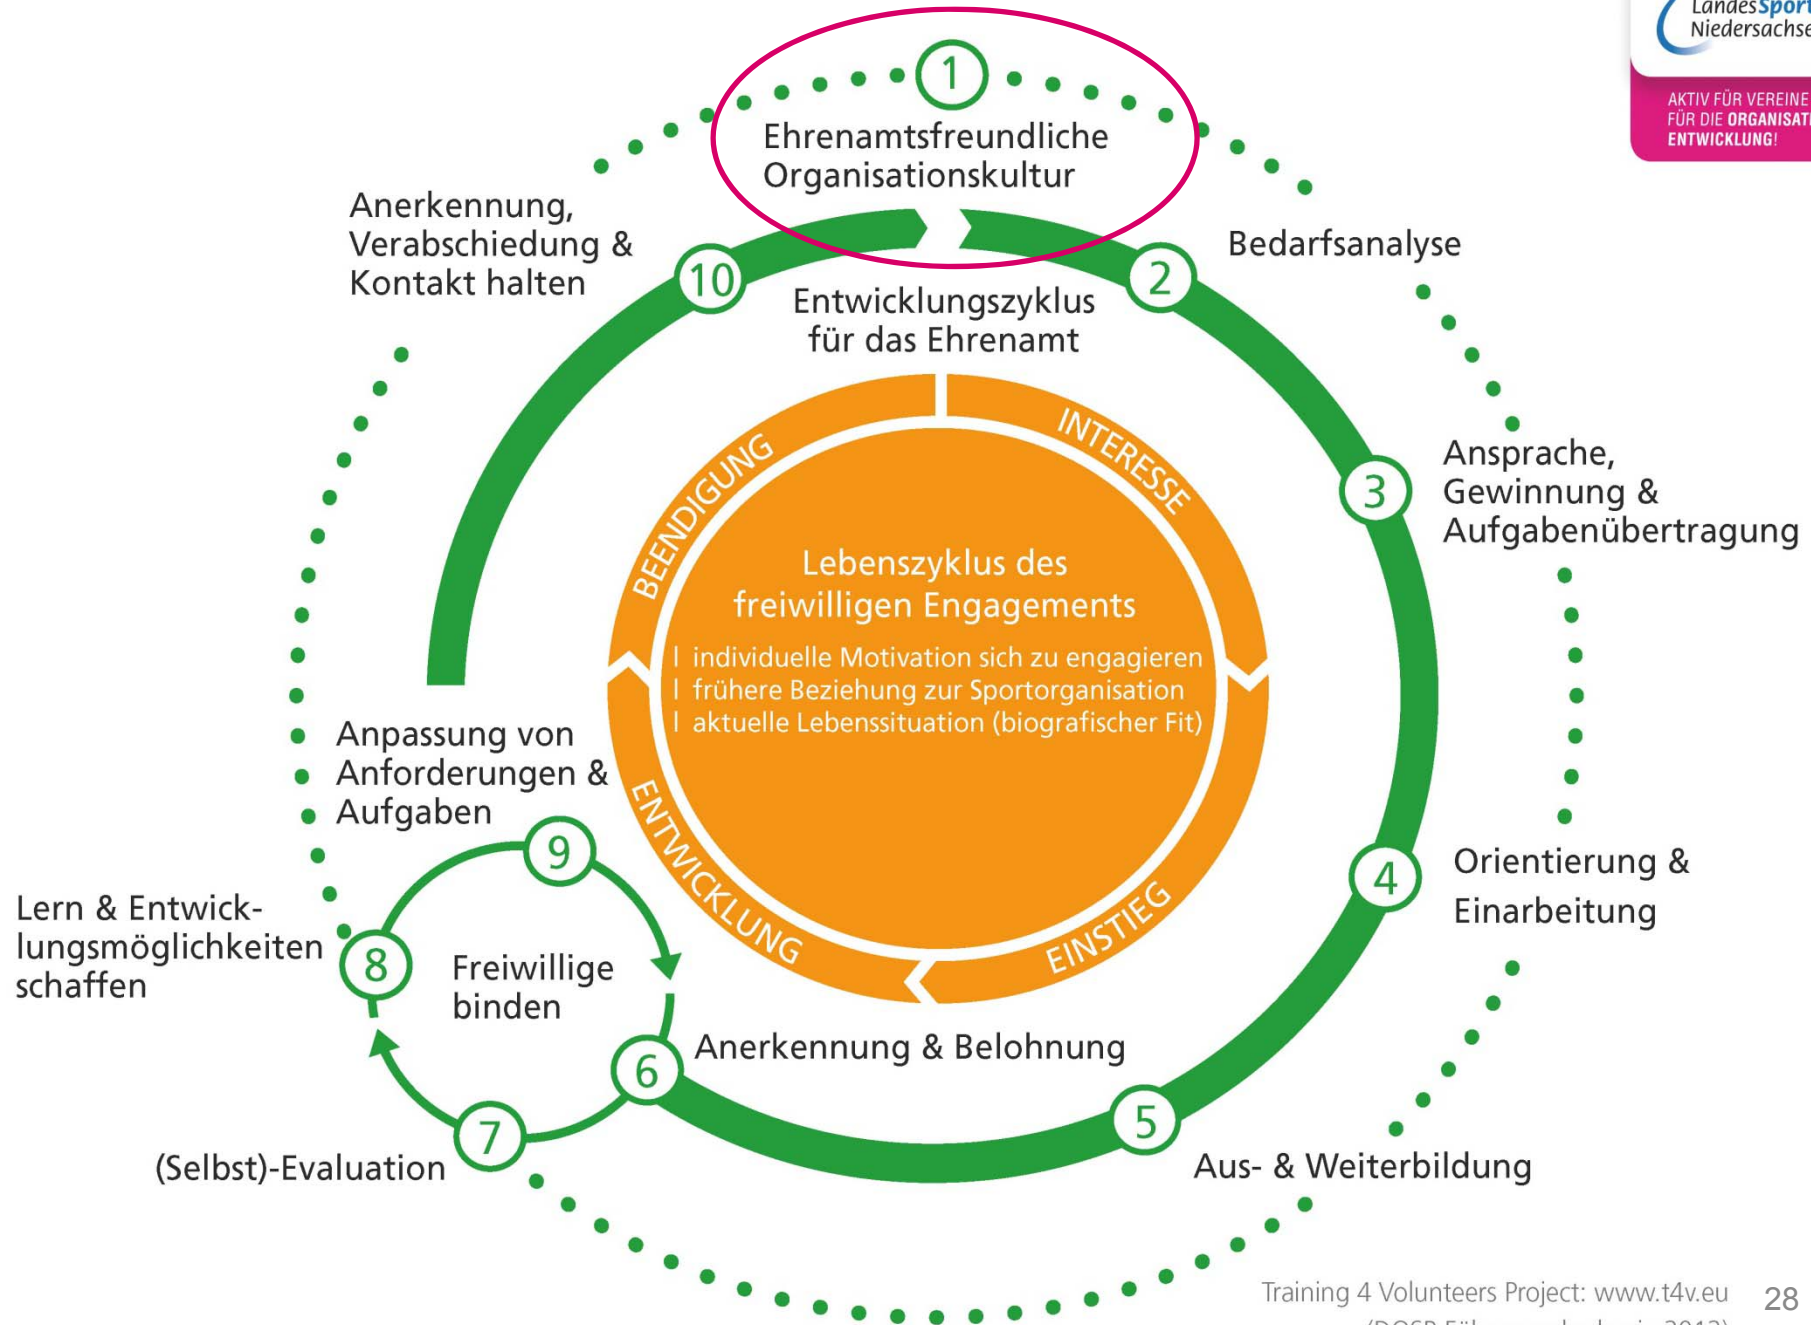 Landes Sport
Niedersachse
AKTIV FÜR VEREINE
FÜR DIE ORGANISATI
ENTWICKLUNG!
1
Ehrenamtsfreundliche
Organisationskultur
Anerkennung,
Verabschiedung &
Kontakt halten
10
2
Bedarfsanalyse
Entwicklungszyklus
für das Ehrenamt
INTERESSE
BEENDIGUNG
3
Ansprache,
Gewinnung &
Aufgabenübertragung
Lebenszyklus des
freiwilligen Engagements
| individuelle Motivation sich zu engagieren
| frühere Beziehung zur Sportorganisation
| aktuelle Lebenssituation (biografischer Fit)
Anpassung von
Anforderungen &
Aufgaben
9
ENTWICKLUNG
EINSTIEG
4
Orientierung &
Einarbeitung
Lern & Entwick-
lungsmöglichkeiten
schaffen
8
Freiwillige
binden
6
Anerkennung & Belohnung
7
(Selbst)-Evaluation
5
Aus- & Weiterbildung
Training 4 Volunteers Project: www.t4v.eu
28